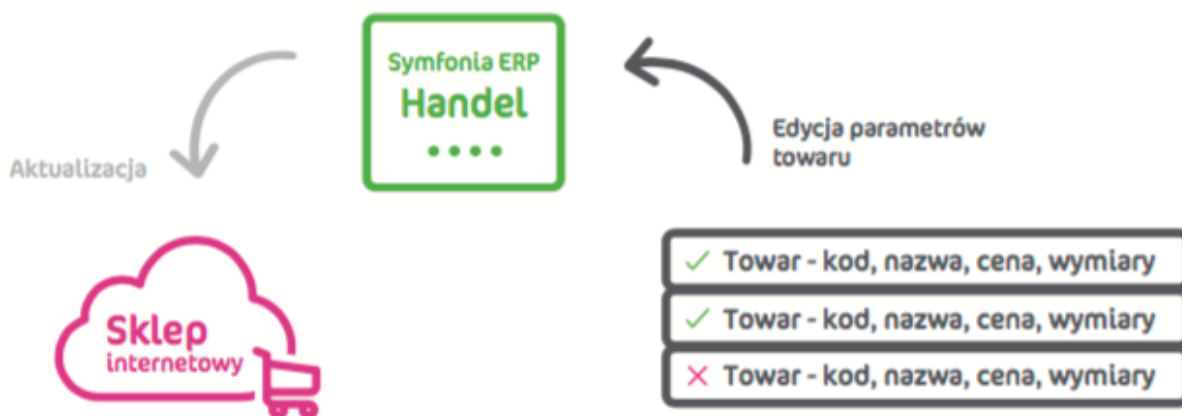 Symfonia ERP
Handel
Aktualizacja
Edycja parametrów
towaru
Sklep
internetowy
Towar - kod, nazwa, cena, wymiary
Towar - kod, nazwa, cena, wymiary
Towar - kod, nazwa, cena, wymiary